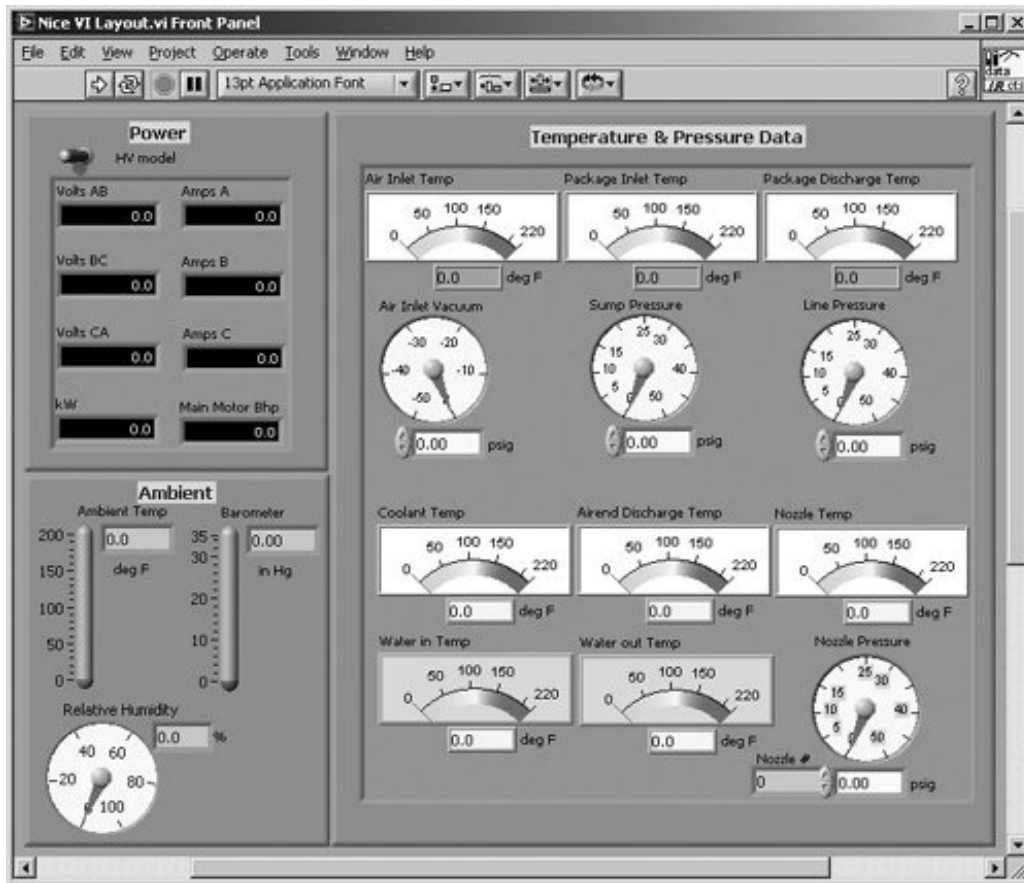 Nice VI Layout.vi Front Panel
File Edit View Project Operate Tools Window Help
13pt Application Font
data
Power
HV model
Volts AB Amps A
0.0 0.0
Volts BC Amps B
0.0 0.0
Volts CA Amps C
0.0 0.0
kW Main Motor Bhp
0.0 0.0
Ambient
Ambient Temp Barometer
200 0.0 35 0.00
30
deg F in Hg
150
20
100
50 10
0 0
Relative Humidity
0.0 %
40 60
20 80
0 100
Temperature & Pressure Data
Air Inlet Temp Package Inlet Temp Package Discharge Temp
0 50 100 150 220 0 50 100 150 220 0 50 100 150 220
0.0 deg F 0.0 deg F 0.0 deg F
Air Inlet Vacuum Sump Pressure Line Pressure
-50 -40 -30 -20 -10 0 5 10 15 25 30 40 50 0 5 10 15 25 30 40 50
0.00 psig 0.00 psig 0.00 psig
Coolant Temp Airend Discharge Temp Nozzle Temp
0 50 100 150 220 0 50 100 150 220 0 50 100 150 220
0.0 deg F 0.0 deg F 0.0 deg F
Water in Temp Water out Temp Nozzle Pressure
0 50 100 150 220 0 50 100 150 220 0 5 10 15 25 30 40 50
0.0 deg F 0.0 deg F
Nozzle #
0 0.00 psig